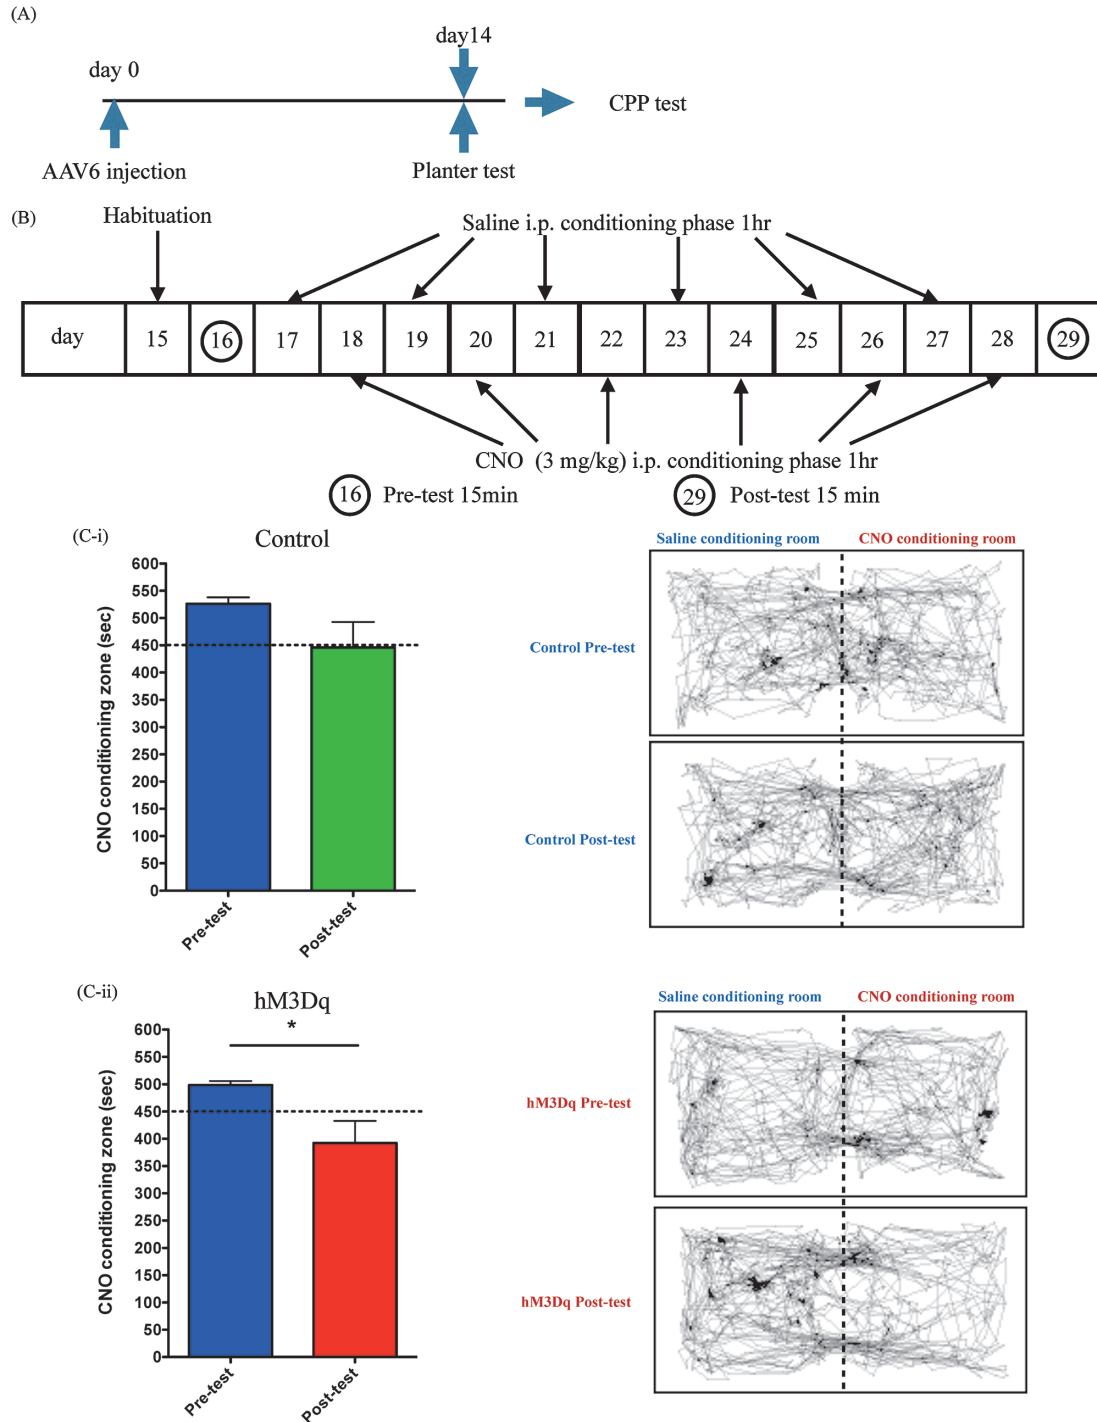 (A)
day14
day 0
CPP test
AAV6 injection
Planter test
(B)
Habituation
Saline i.p. conditioning phase 1hr
day 15 16 17 18 19 20 21 22 23 24 25 26 27 28 29
CNO (3 mg/kg) i.p. conditioning phase 1hr
16 Pre-test 15min
29 Post-test 15 min
(C-i)
Control
CNO conditioning zone (sec)
600
550
500
450
400
350
300
250
200
150
100
50
0
Pre-test
Post-test
Saline conditioning room
CNO conditioning room
Control Pre-test
Control Post-test
(C-ii)
hM3Dq
*
CNO conditioning zone (sec)
600
550
500
450
400
350
300
250
200
150
100
50
0
Pre-test
Post-test
Saline conditioning room
CNO conditioning room
hM3Dq Pre-test
hM3Dq Post-test